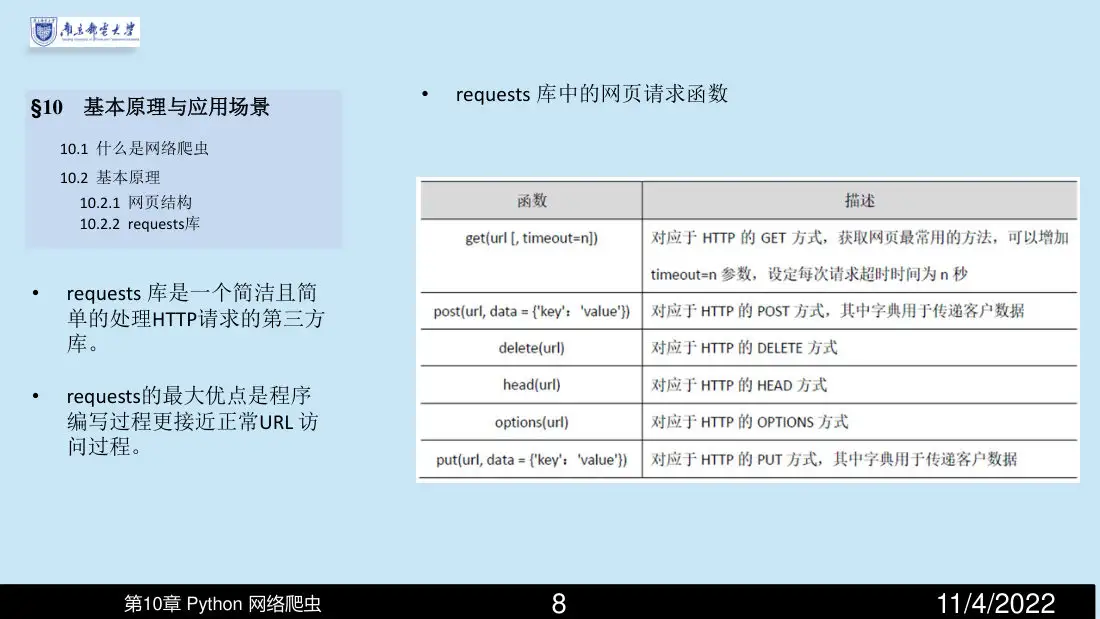 南京邮电大学
§10 基本原理与应用场景
10.1 什么是网络爬虫
10.2 基本原理
10.2.1 网页结构
10.2.2 requests库
• requests 库是一个简洁且简
单的处理HTTP请求的第三方
库。
• requests的最大优点是程序
编写过程更接近正常URL 访
问过程。
• requests 库中的网页请求函数
函数 描述
get(url [, timeout=n]) 对应于 HTTP 的 GET 方式，获取网页最常用的方法，可以增加
timeout=n 参数，设定每次请求超时时间为 n 秒
post(url, data = {'key'：'value'}) 对应于 HTTP 的 POST 方式，其中字典用于传递客户数据
delete(url) 对应于 HTTP 的 DELETE 方式
head(url) 对应于 HTTP 的 HEAD 方式
options(url) 对应于 HTTP 的 OPTIONS 方式
put(url, data = {'key'：'value'}) 对应于 HTTP 的 PUT 方式，其中字典用于传递客户数据
第10章 Python 网络爬虫
8
11/4/2022